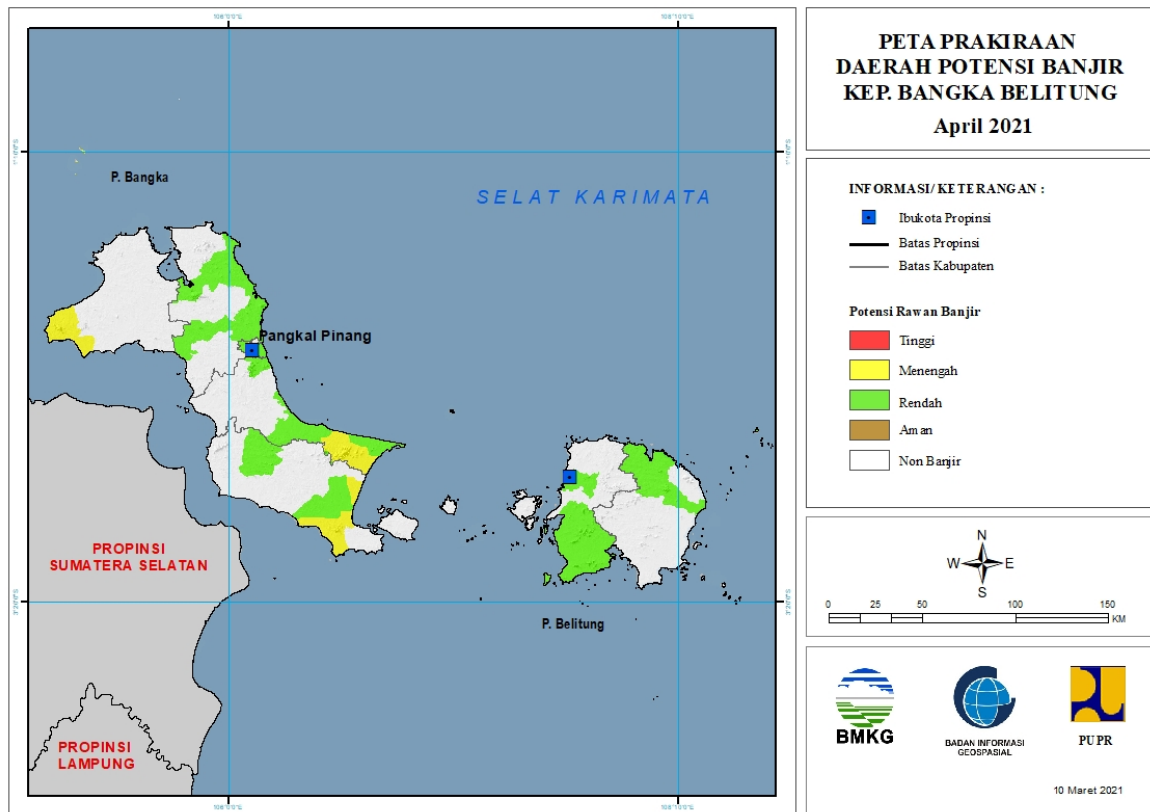 PETA PRAKIRAAN
DAERAH POTENSI BANJIR
KEP. BANGKA BELITUNG
April 2021
P. Bangka
SELAT KARIMATA
Pangkal Pinang
PROPINSI
SUMATERA SELATAN
P. Belitung
PROPINSI
LAMPUNG
INFORMASI/ KETERANGAN :
Ibukota Propinsi
Batas Propinsi
Batas Kabupaten
Potensi Rawan Banjir
Tinggi
Menengah
Rendah
Aman
Non Banjir
N
W E
S
0 25 50 100 150
KM
BMKG
BADAN INFORMASI
GEOSPASIAL
PUPR
10 Maret 2021